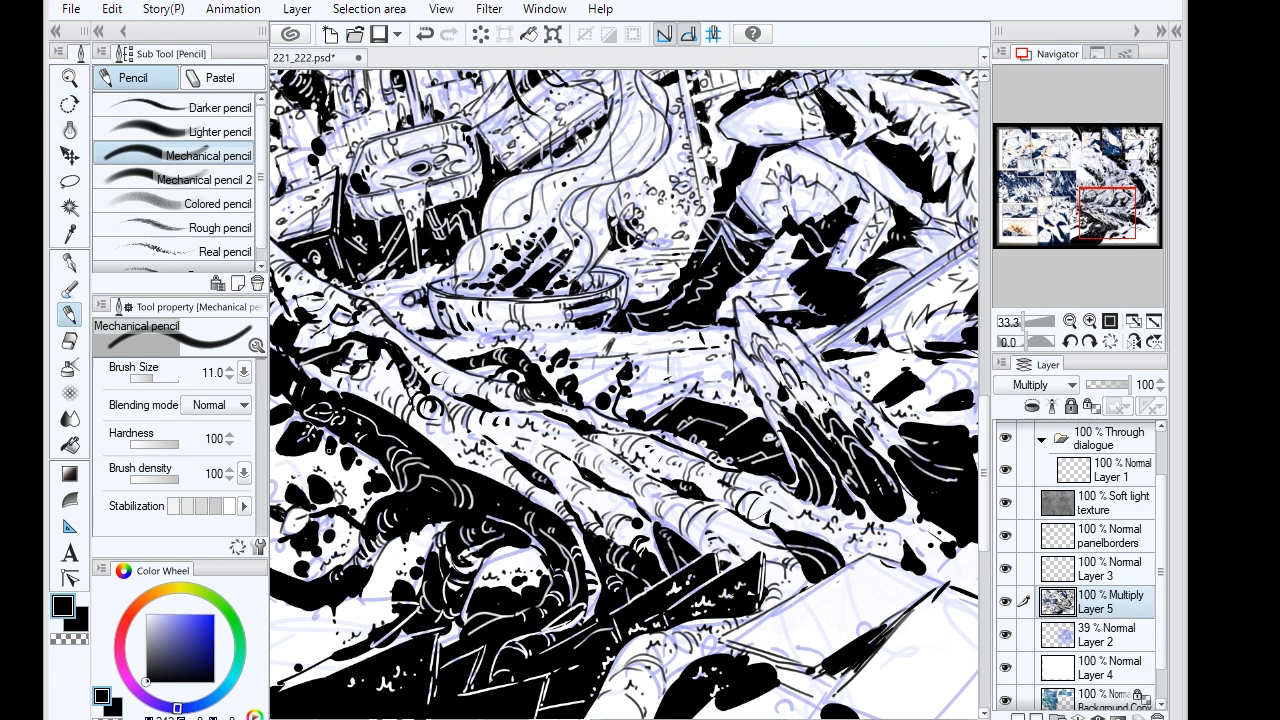 File Edit Story(P) Animation Layer Selection area View Filter Window Help
Sub Tool [Pencil]
Pencil Pastel
Darker pencil
Lighter pencil
Mechanical pencil
Mechanical pencil 2
Colored pencil
Rough pencil
Real pencil
Tool property [Mechanical pe
Mechanical pencil
Brush Size 11.0
Blending mode Normal
Hardness 100
Brush density 100
Stabilization
Color Wheel
221_222.psd*
Navigator
33.3
0.0
Layer
Multiply 100
100 % Through
dialogue
100 % Normal
Layer 1
100 % Soft light
texture
100 % Normal
panelborders
100 % Normal
Layer 3
100 % Multiply
Layer 5
39 % Normal
Layer 2
100 % Normal
Layer 4
100 % Norma
Background Copy